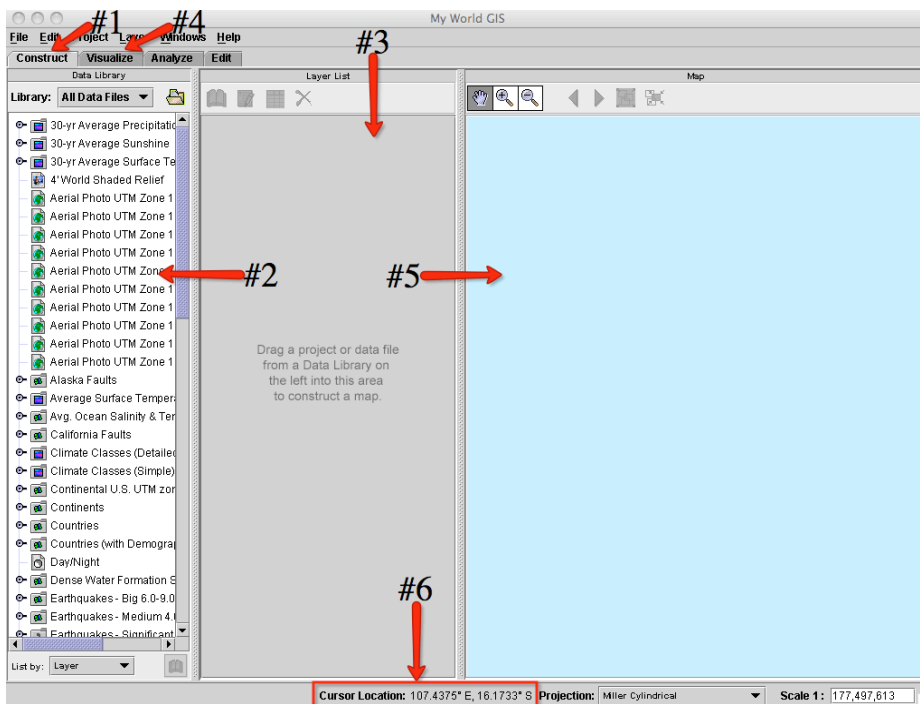 My World GIS
#1 #4
File Edit Project Layer Windows Help
#3
Construct Visualize Analyze Edit
Data Library Layer List Map
Library: All Data Files
30-yr Average Precipitatio
30-yr Average Sunshine
30-yr Average Surface Te
4' World Shaded Relief
Aerial Photo UTM Zone 1
Aerial Photo UTM Zone 1
Aerial Photo UTM Zone 1
Aerial Photo UTM Zone 1
Aerial Photo UTM Zone
#2
#5
Aerial Photo UTM Zone 1
Aerial Photo UTM Zone 1
Aerial Photo UTM Zone 1
Aerial Photo UTM Zone 1
Aerial Photo UTM Zone 1
Alaska Faults
Average Surface Tempera
Avg. Ocean Salinity & Ter
California Faults
Climate Classes (Detailed
Climate Classes (Simple)
Continental U.S. UTM zor
Continents
Countries
Countries (with Demograp
Day/Night
Dense Water Formation S
Earthquakes - Big 6.0-9.0
Earthquakes - Medium 4.0
Earthquakes - Significant
List by: Layer
Drag a project or data file
from a Data Library on
the left into this area
to construct a map.
#6
Cursor Location: 107.4375° E, 16.1733° S Projection: Miller Cylindrical Scale 1: 177,497,613